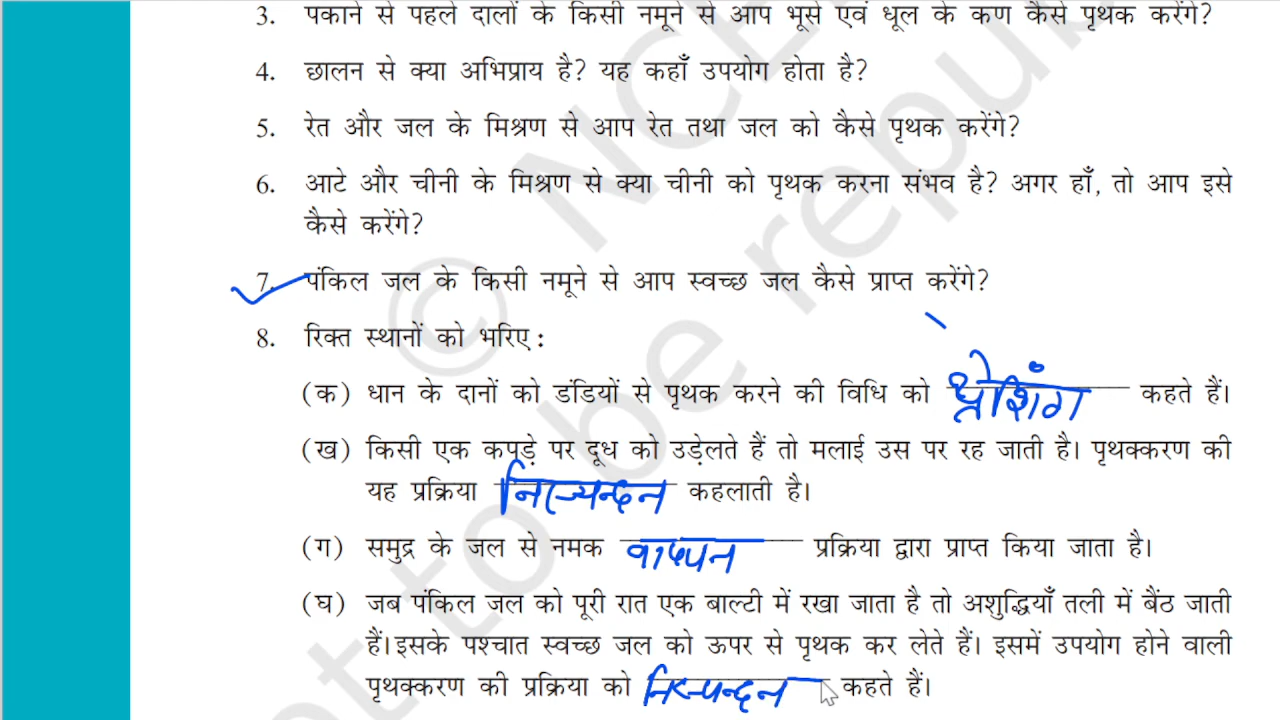 3. पकाने से पहले दालों के किसी नमूने से आप भूसे एवं धूल के कण कैसे पृथक करेंगे?
4. छालन से क्या अभिप्राय है? यह कहाँ उपयोग होता है?
5. रेत और जल के मिश्रण से आप रेत तथा जल को कैसे पृथक करेंगे?
6. आटे और चीनी के मिश्रण से क्या चीनी को पृथक करना संभव है? अगर हाँ, तो आप इसे
कैसे करेंगे?
7. पंकिल जल के किसी नमूने से आप स्वच्छ जल कैसे प्राप्त करेंगे?
8. रिक्त स्थानों को भरिए:
(क) धान के दानों को डंडियों से पृथक करने की विधि को थ्रेशिंग कहते हैं।
(ख) किसी एक कपड़े पर दूध को उड़ेलते हैं तो मलाई उस पर रह जाती है। पृथक्करण की
यह प्रक्रिया निस्यन्दन कहलाती है।
(ग) समुद्र के जल से नमक वाष्पन प्रक्रिया द्वारा प्राप्त किया जाता है।
(घ) जब पंकिल जल को पूरी रात एक बाल्टी में रखा जाता है तो अशुद्धियाँ तली में बैंठ जाती
हैं। इसके पश्चात स्वच्छ जल को ऊपर से पृथक कर लेते हैं। इसमें उपयोग होने वाली
पृथक्करण की प्रक्रिया को निस्यन्दन कहते हैं।